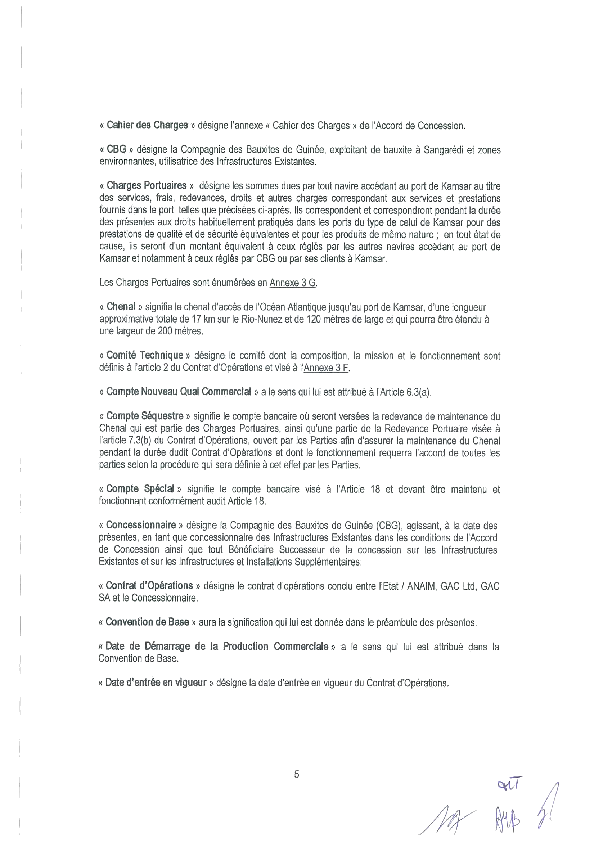 « Cahier des Charges » désigne l'annexe « Cahier des Charges » de l'Accord de Concession.
« CBG » désigne la Compagnie des Bauxites de Guinée, exploitant de bauxite à Sangarédi et zones
environnantes, utilisatrice des Infrastructures Existantes.
« Charges Portuaires » désigne les sommes dues par tout navire accédant au port de Kamsar au titre
des services, frais, redevances, droits et autres charges correspondant aux services et prestations
fournis dans le port telles que précisées ci-après. Ils correspondent et correspondront pendant la durée
des présentes aux droits habituellement pratiqués dans les ports du type de celui de Kamsar pour des
prestations de qualité et de sécurité équivalentes et pour les produits de même nature ; en tout état de
cause, ils seront d'un montant équivalent à ceux réglés par les autres navires accédant au port de
Kamsar et notamment à ceux réglés par CBG ou par ses clients à Kamsar.
Les Charges Portuaires sont énumérées en Annexe 3 G.
« Chenal » signifie le chenal d'accès de l'Océan Atlantique jusqu'au port de Kamsar, d'une longueur
approximative totale de 17 km sur le Rio-Nunez et de 120 mètres de large et qui pourra être étendu à
une largeur de 200 mètres.
« Comité Technique » désigne le comité dont la composition, la mission et le fonctionnement sont
définis à l'article 2 du Contrat d'Opérations et visé à l'Annexe 3 F.
« Compte Nouveau Quai Commercial » a le sens qui lui est attribué à l'Article 6.3(a).
« Compte Séquestre » signifie le compte bancaire où seront versées la redevance de maintenance du
Chenal qui est partie des Charges Portuaires, ainsi qu'une partie de la Redevance Portuaire visée à
l'article 7.3(b) du Contrat d'Opérations, ouvert par les Parties afin d'assurer la maintenance du Chenal
pendant la durée dudit Contrat d'Opérations et dont le fonctionnement requerra l'accord de toutes les
parties selon la procédure qui sera définie à cet effet par les Parties.
« Compte Spécial » signifie le compte bancaire visé à l'Article 18 et devant être maintenu et
fonctionnant conformément audit Article 18.
« Concessionnaire » désigne la Compagnie des Bauxites de Guinée (CBG), agissant, à la date des
présentes, en tant que concessionnaire des Infrastructures Existantes dans les conditions de l'Accord
de Concession ainsi que tout Bénéficiaire Successeur de la concession sur les Infrastructures
Existantes et sur les Infrastructures et Installations Supplémentaires.
« Contrat d'Opérations » désigne le contrat d'opérations conclu entre l'Etat / ANAIM, GAC Ltd, GAC
SA et le Concessionnaire.
« Convention de Base » aura la signification qui lui est donnée dans le préambule des présentes.
« Date de Démarrage de la Production Commerciale » a le sens qui lui est attribué dans la
Convention de Base.
« Date d'entrée en vigueur » désigne la date d'entrée en vigueur du Contrat d'Opérations.
5